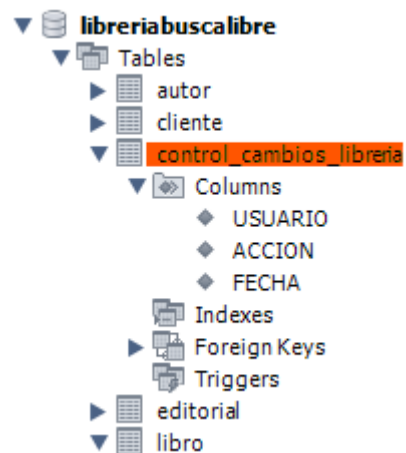 libreriabuscalibre
Tables
autor
cliente
control_cambios_libreria
Columns
USUARIO
ACCION
FECHA
Indexes
Foreign Keys
Triggers
editorial
libro